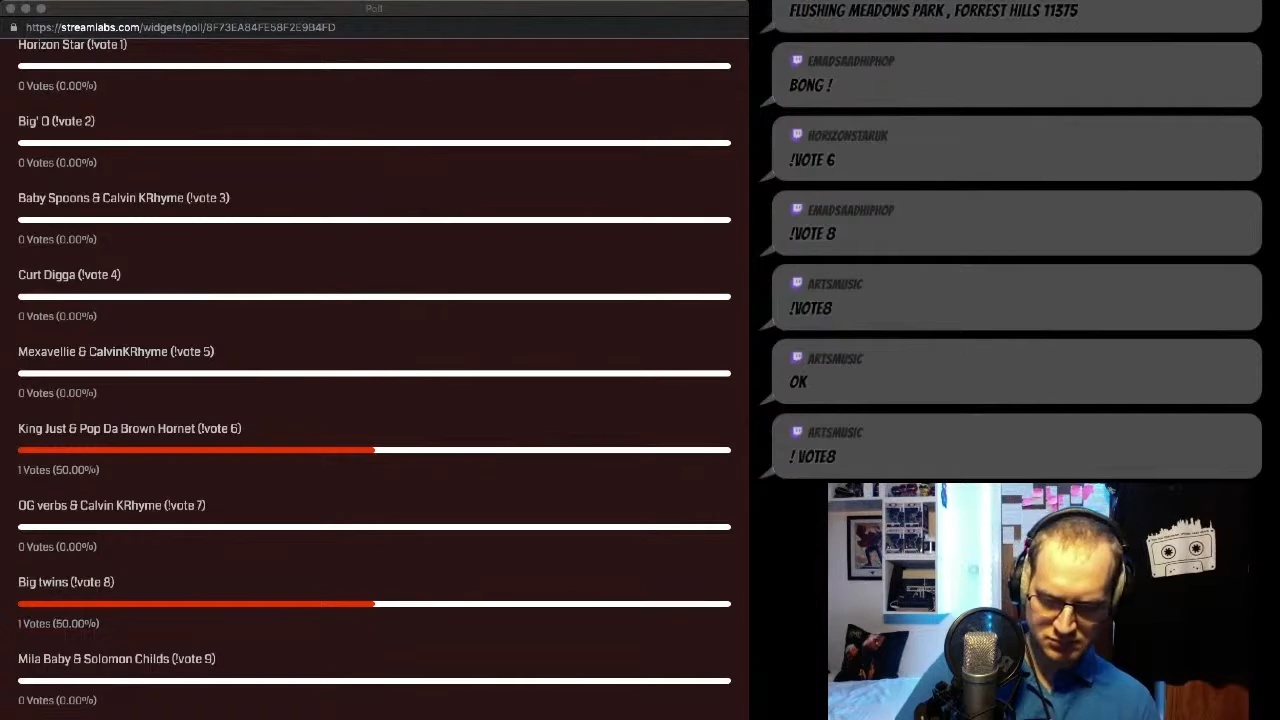 Poll
https://streamlabs.com/widgets/poll/8F73EA84FE58F2E9B4FD
Horizon Star (!vote 1)
0 Votes (0.00%)
Big' O (!vote 2)
0 Votes (0.00%)
Baby Spoons & Calvin KRhyme (!vote 3)
0 Votes (0.00%)
Curt Digga (!vote 4)
0 Votes (0.00%)
Mexavellie & CalvinKRhyme (!vote 5)
0 Votes (0.00%)
King Just & Pop Da Brown Hornet (!vote 6)
1 Votes (50.00%)
OG verbs & Calvin KRhyme (!vote 7)
0 Votes (0.00%)
Big twins (!vote 8)
1 Votes (50.00%)
Mila Baby & Solomon Childs (!vote 9)
0 Votes (0.00%)
FLUSHING MEADOWS PARK , FORREST HILLS 11375
EMADSAADHIPHOP
BONG !
HORIZONSTARUK
!VOTE 6
EMADSAADHIPHOP
!VOTE 8
ARTSMUSIC
!VOTE8
ARTSMUSIC
OK
ARTSMUSIC
! VOTE8